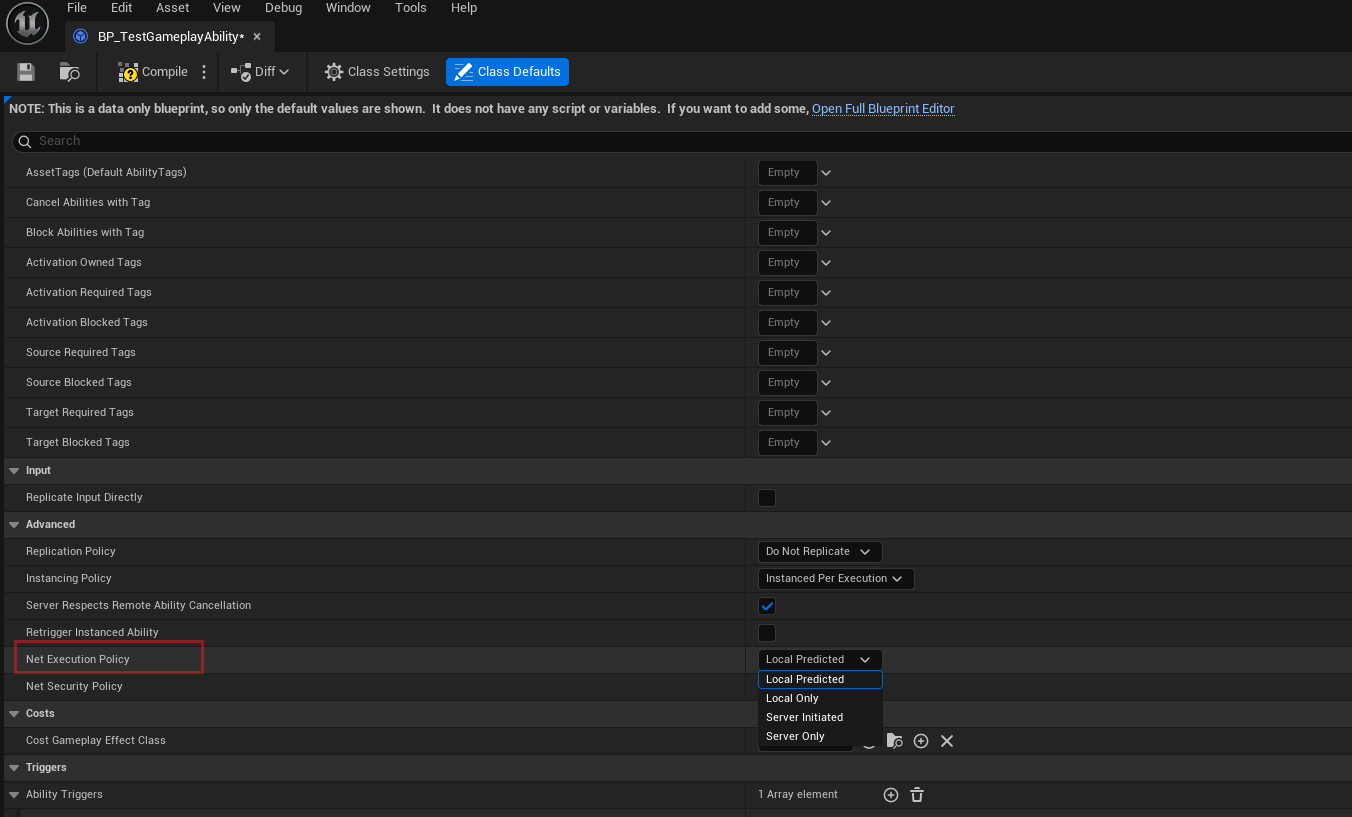 File Edit Asset View Debug Window Tools Help
BP_TestGameplayAbility*
Compile Diff Class Settings Class Defaults
NOTE: This is a data only blueprint, so only the default values are shown.  It does not have any script or variables.  If you want to add some, Open Full Blueprint Editor
Search
AssetTags (Default AbilityTags) Empty
Cancel Abilities with Tag Empty
Block Abilities with Tag Empty
Activation Owned Tags Empty
Activation Required Tags Empty
Activation Blocked Tags Empty
Source Required Tags Empty
Source Blocked Tags Empty
Target Required Tags Empty
Target Blocked Tags Empty
Input
Replicate Input Directly
Advanced
Replication Policy Do Not Replicate
Instancing Policy Instanced Per Execution
Server Respects Remote Ability Cancellation
Retrigger Instanced Ability
Net Execution Policy Local Predicted
Local Predicted
Net Security Policy
Local Only
Costs
Server Initiated
Server Only
Cost Gameplay Effect Class
Triggers
Ability Triggers 1 Array element